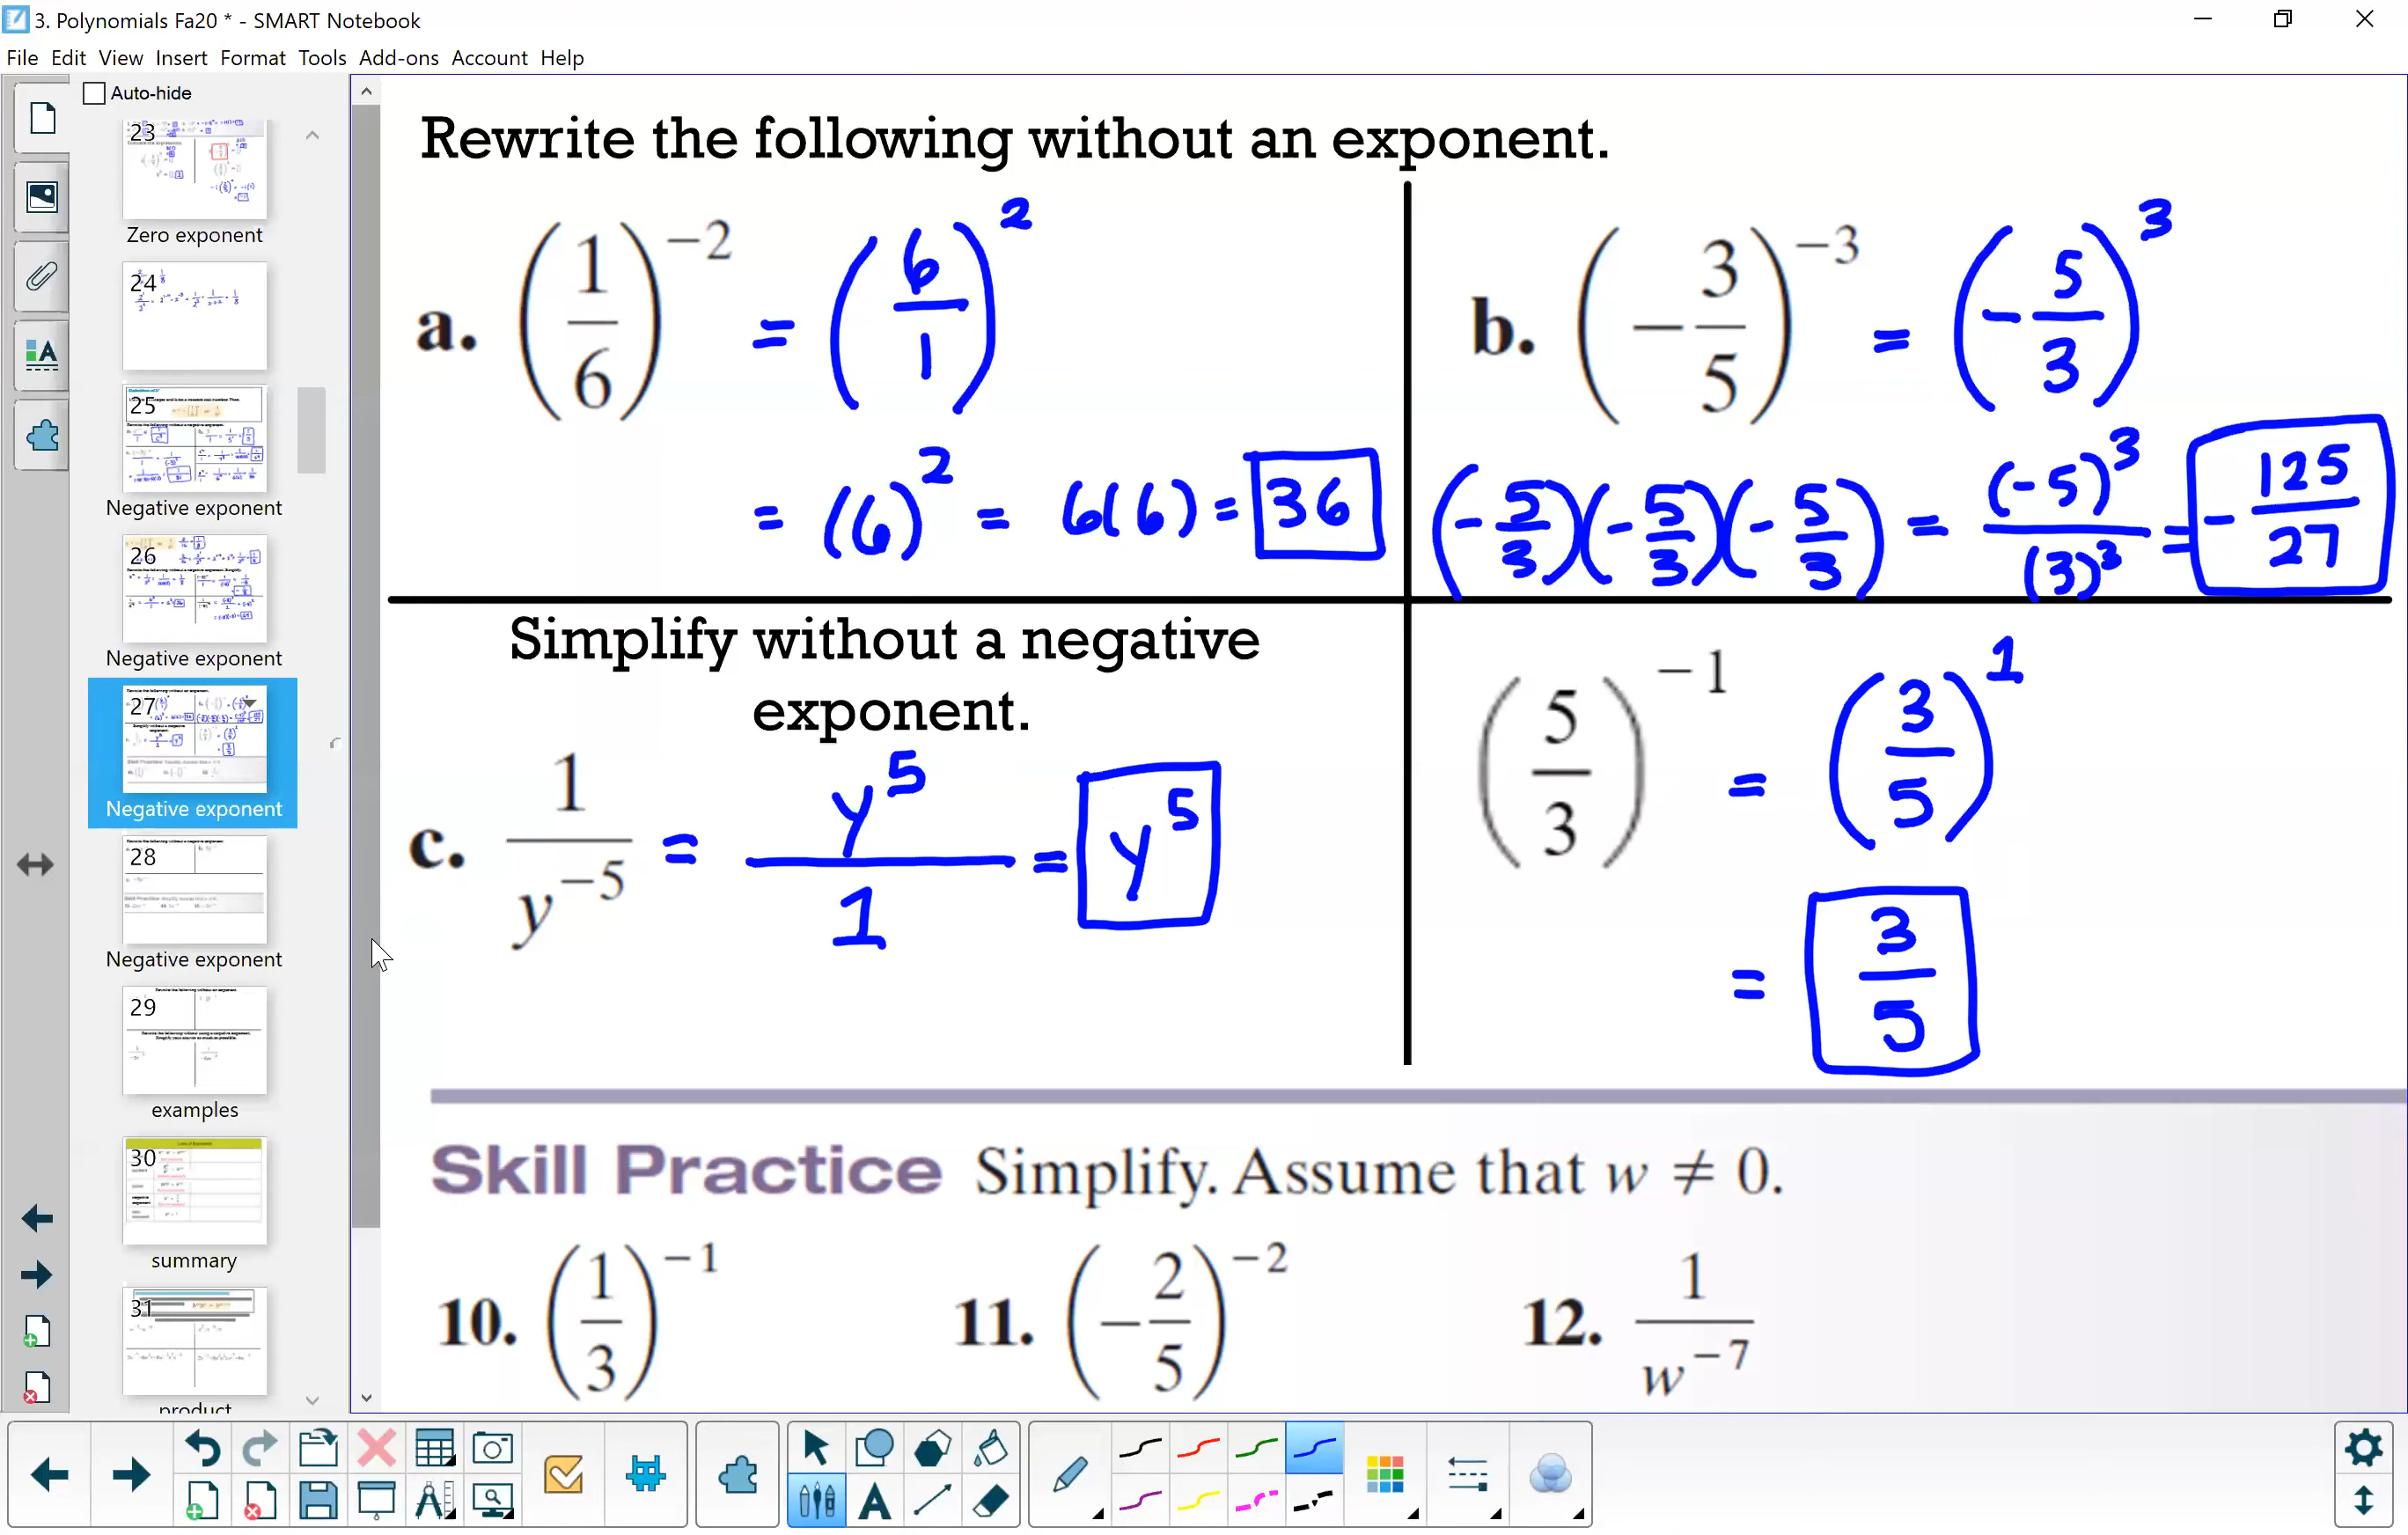 3. Polynomials Fa20 * - SMART Notebook
File Edit View Insert Format Tools Add-ons Account Help
Auto-hide
23
Zero exponent
24
25
Negative exponent
26
Negative exponent
27
Negative exponent
28
Negative exponent
29
examples
30
summary
31
product
Rewrite the following without an exponent.
a. (1/6)^-2 = (6/1)^2
= (6)^2 = 6(6) = 36
b. (-3/5)^-3 = (-5/3)^3
(-5/3)(-5/3)(-5/3) = (-5)^3/(3)^3 = -125/27
Simplify without a negative
exponent.
c. 1/y^-5 = y^5/1 = y^5
(5/3)^-1 = (3/5)^1
= 3/5
Skill Practice Simplify. Assume that w ≠ 0.
10. (1/3)^-1 11. (-2/5)^-2 12. 1/w^-7